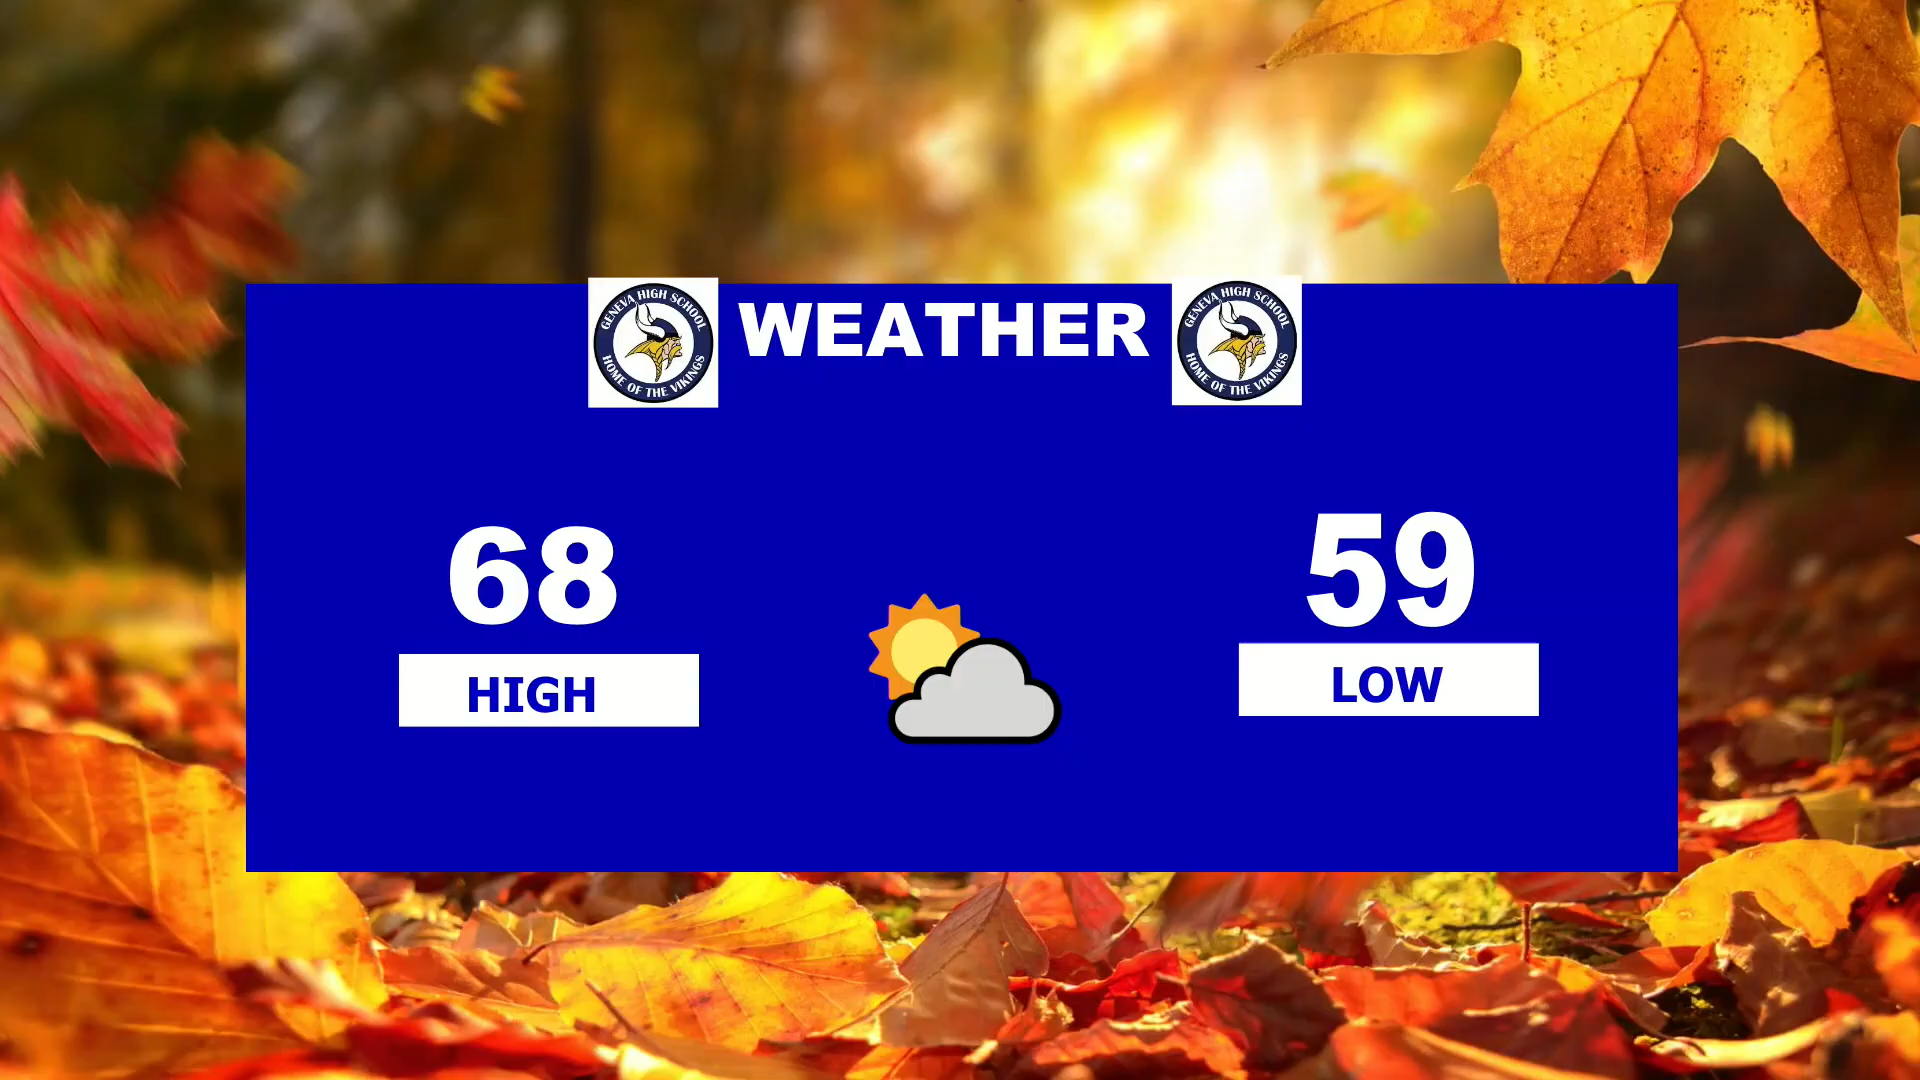 GENEVA HIGH SCHOOL
HOME OF THE VIKINGS
WEATHER
GENEVA HIGH SCHOOL
HOME OF THE VIKINGS
68
HIGH
59
LOW